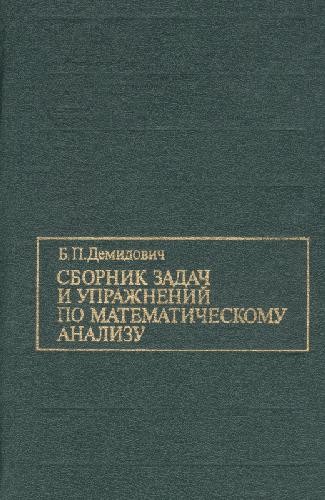 Б.П.Демидович
СБОРНИК ЗАДАЧ
И УПРАЖНЕНИЙ
ПО МАТЕМАТИЧЕСКОМУ
АНАЛИЗУ